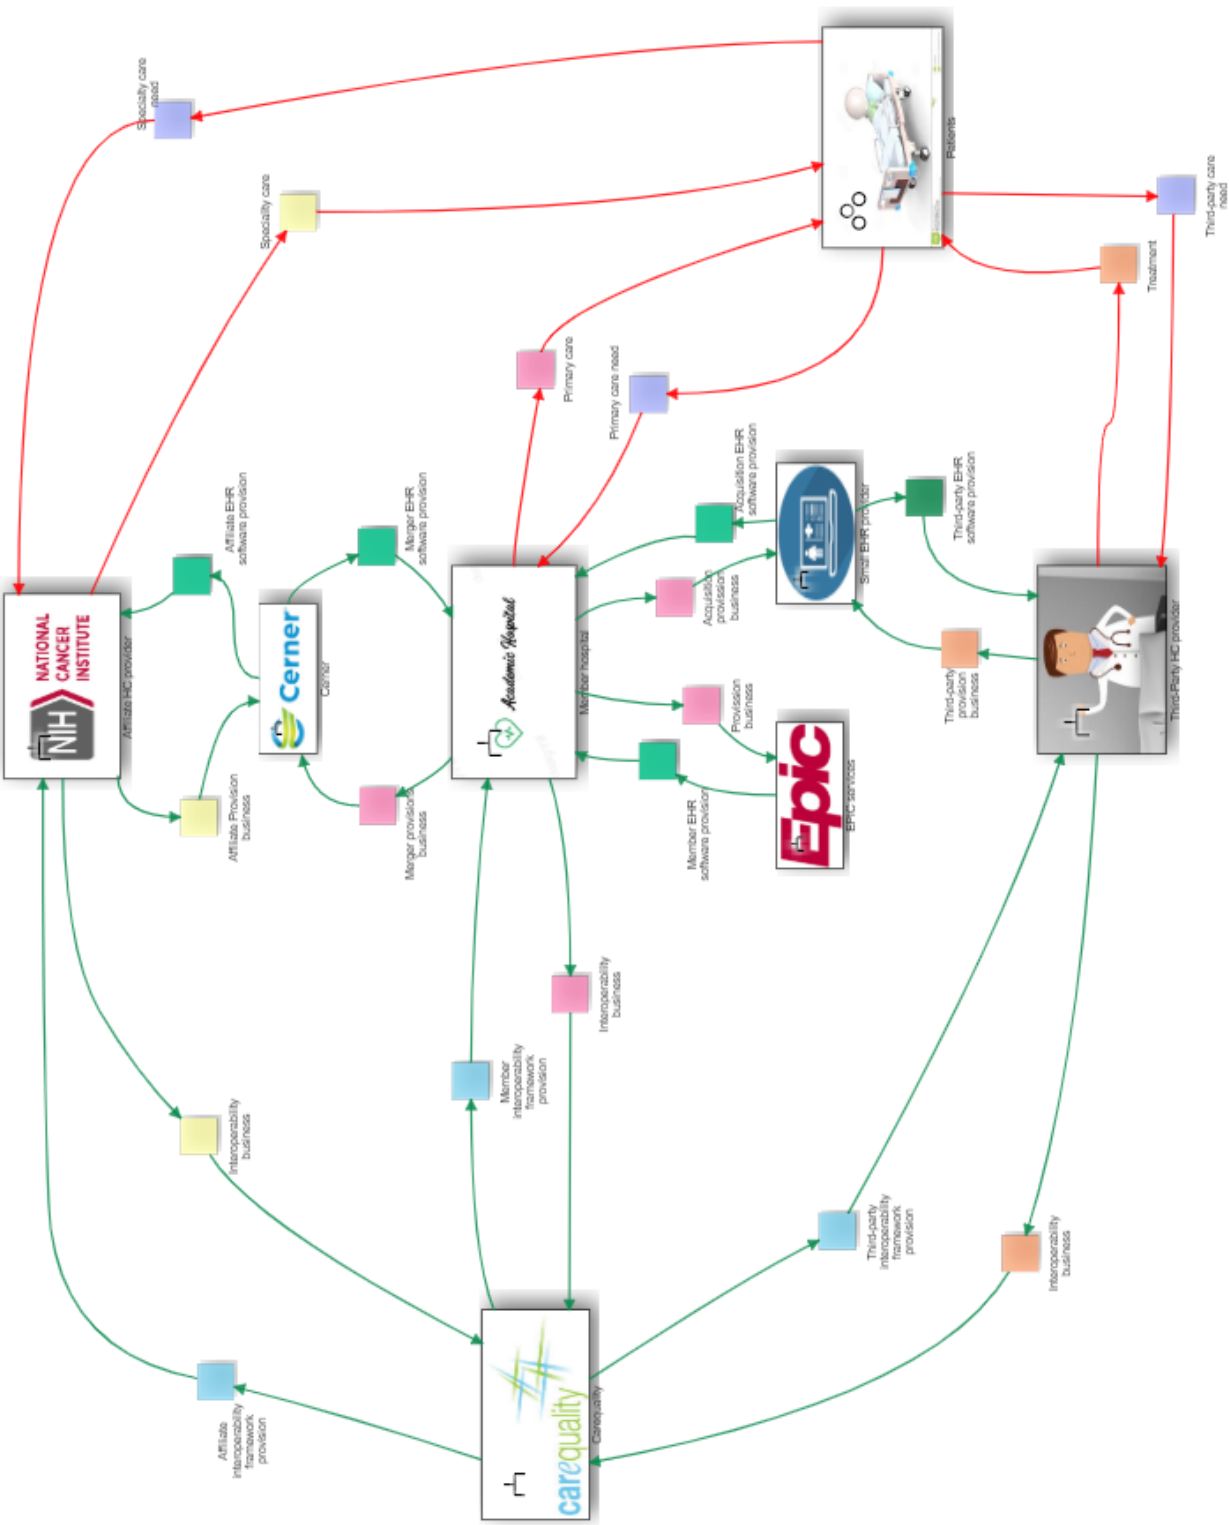 Affiliate
interoperability
framework
provision
Interoperability
business
Affiliate Provision
business
NIH
NATIONAL
CANCER
INSTITUTE
Affiliate HC provider
Affiliate EHR
software provision
Specialty care
need
Speciality care
Cerner
Cerner
Merger provisions
business
Merger EHR
software provision
carequality
Carequality
Member
interoperability
framework
provision
Interoperability
business
Academic Hospital
Member hospital
Primary care
Primary care need
Member EHR
software provision
Provission
business
Acquisition
provission
business
Acquisition EHR
software provision
Epic
EPIC services
Small EHR provider
Patients
Third-party
interoperability
framework
provision
Interoperability
business
Third-party
provision
business
Third-party EHR
software provision
Third-Party HC provider
Treatment
Third-party care
need